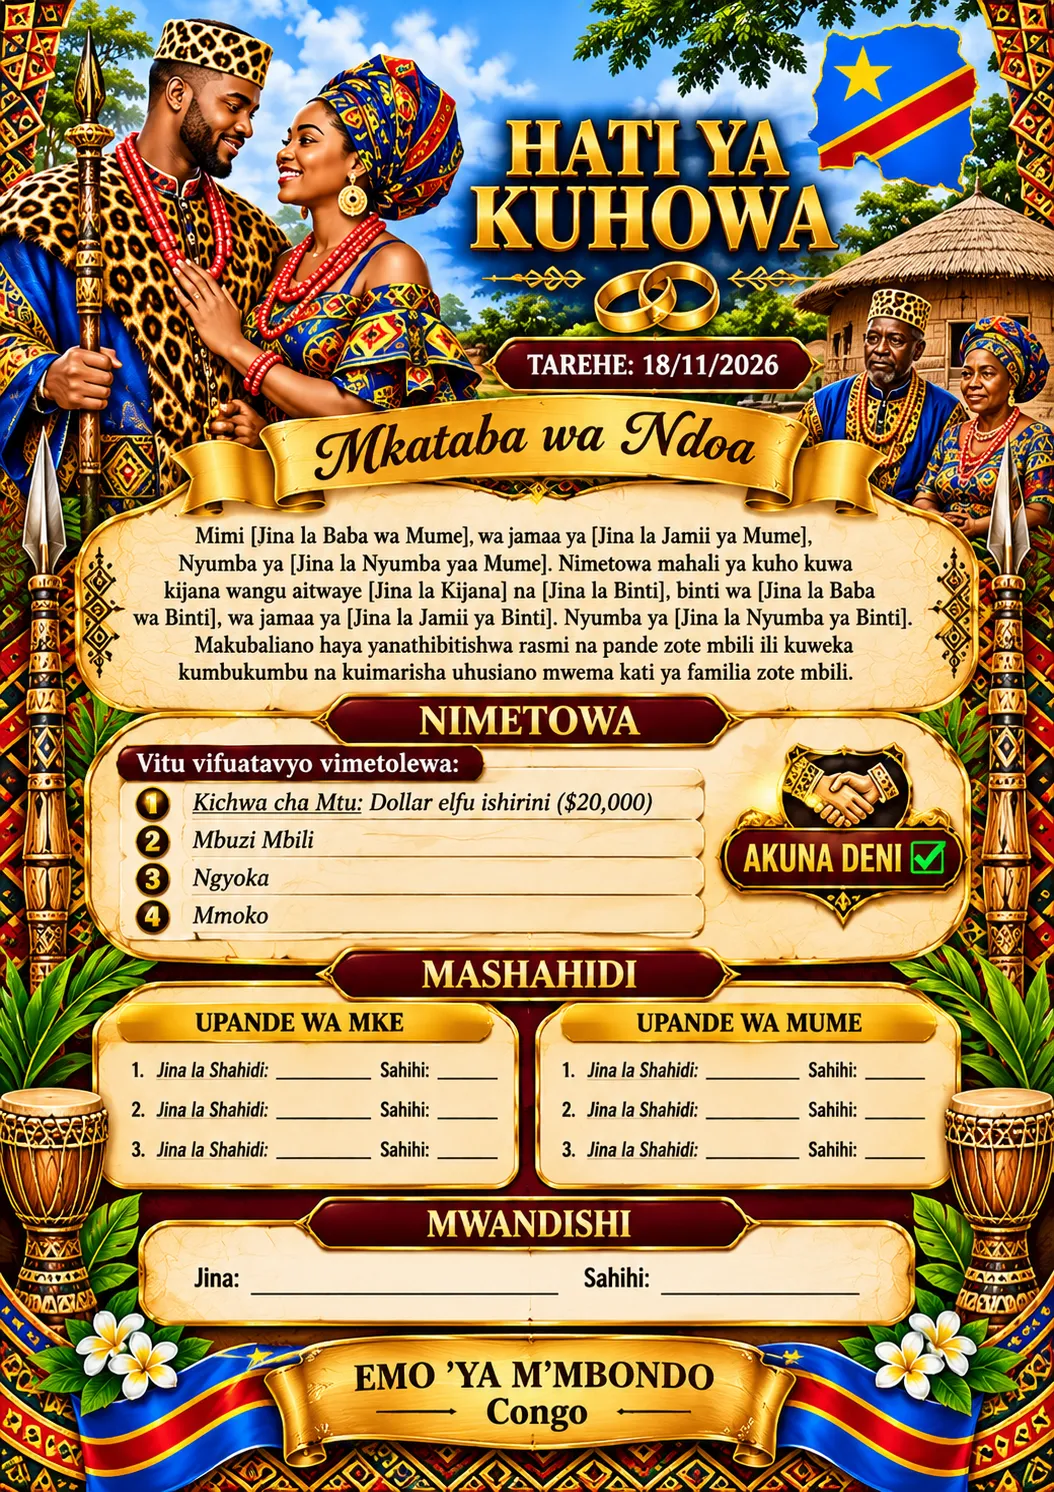 HATI YA
KUHOWA
TAREHE: 18/11/2026
Mkataba wa Ndoa
Mimi [Jina la Baba wa Mume], wa jamaa ya [Jina la Jamii ya Mume],
Nyumba ya [Jina la Nyumba yaa Mume]. Nimetowa mahali ya kuho kuwa
kijana wangu aitwaye [Jina la Kijana] na [Jina la Binti], binti wa [Jina la Baba
wa Binti], wa jamaa ya [Jina la Jamii ya Binti]. Nyumba ya [Jina la Nyumba ya Binti].
Makubaliano haya yanathibitishwa rasmi na pande zote mbili ili kuweka
kumbukumbu na kuimarisha uhusiano mwema kati ya familia zote mbili.
NIMETOWA
Vitu vifuatavyo vimetolewa:
1 Kichwa cha Mtu: Dollar elfu ishirini ($20,000)
2 Mbuzi Mbili
3 Ngyoka
4 Mmoko
AKUNA DENI
MASHAHIDI
UPANDE WA MKE
1. Jina la Shahidi: Sahihi:
2. Jina la Shahidi: Sahihi:
3. Jina la Shahidi: Sahihi:
UPANDE WA MUME
1. Jina la Shahidi: Sahihi:
2. Jina la Shahidi: Sahihi:
3. Jina la Shahidi: Sahihi:
MWANDISHI
Jina: Sahihi:
EMO 'YA M'MBONDO
Congo